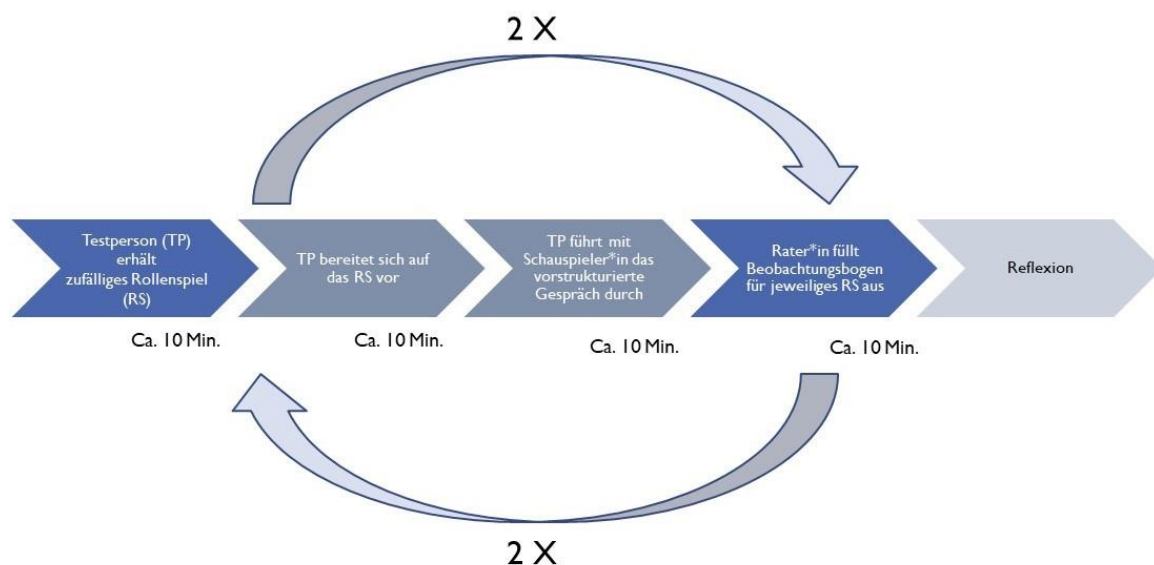 2 X
Testperson (TP)
erhält
zufälliges Rollenspiel
(RS)
TP bereitet sich auf
das RS vor
TP führt mit
Schauspieler*in das
vorstrukturierte
Gespräch durch
Rater*in füllt
Beobachtungsbogen
für jeweiliges RS aus
Reflexion
Ca. 10 Min.
Ca. 10 Min.
Ca. 10 Min.
Ca. 10 Min.
2 X